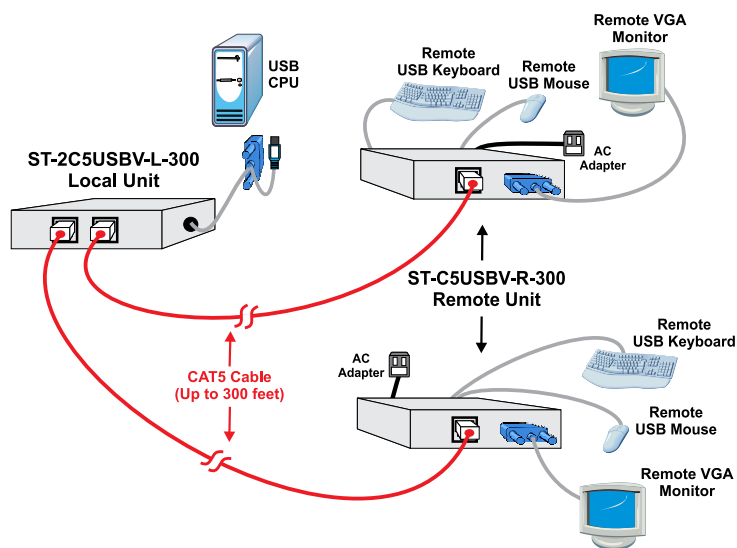 USB
CPU
ST-2C5USBV-L-300
Local Unit
Remote
USB Keyboard
Remote
USB Mouse
Remote VGA
Monitor
AC
Adapter
ST-C5USBV-R-300
Remote Unit
CAT5 Cable
(Up to 300 feet)
AC
Adapter
Remote
USB Keyboard
Remote
USB Mouse
Remote VGA
Monitor